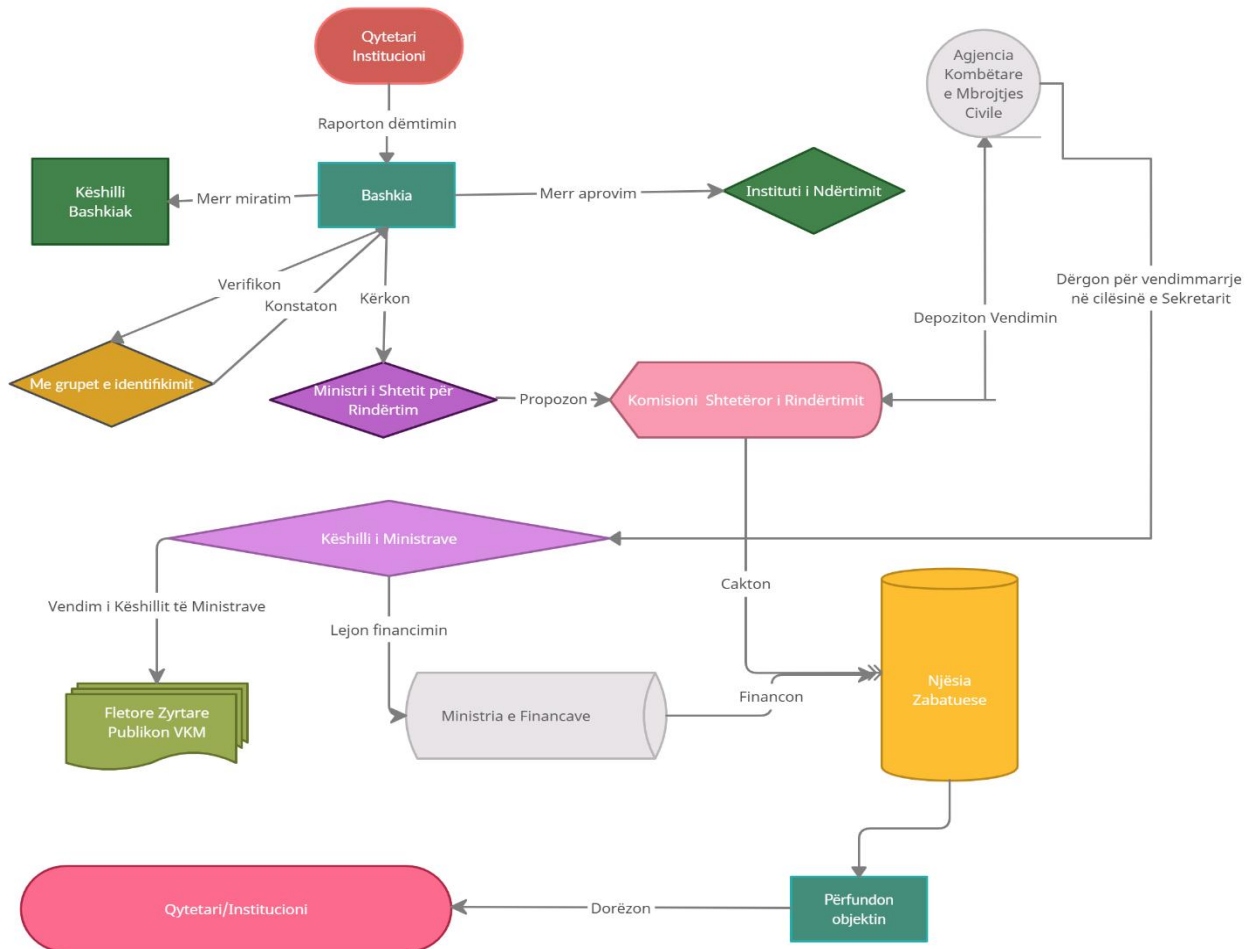 Qytetari
Institucioni
Agjencia
Kombëtare
e Mbrojtjes
Civile
Raporton dëmtimin
Këshilli
Bashkiak
Merr miratim
Bashkia
Merr aprovim
Instituti i Ndërtimit
Verifikon
Konstaton
Kërkon
Dërgon për vendimmarrje
në cilësinë e Sekretarit
Depoziton Vendimin
Me grupet e identifikimit
Ministri i Shtetit për
Rindërtim
Propozon
Komisioni Shtetëror i Rindërtimit
Këshilli i Ministrave
Cakton
Vendim i Këshillit të Ministrave
Lejon financimin
Fletore Zyrtare
Publikon VKM
Ministria e Financave
Financon
Njësia
Zabatuese
Qytetari/Institucioni
Dorëzon
Përfundon
objektin